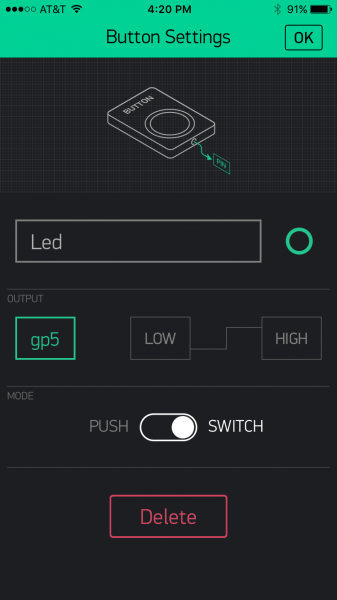 AT&T 4:20 PM 91%
Button Settings OK
BUTTON
PIN
Led
OUTPUT
gp5 LOW HIGH
MODE
PUSH SWITCH
Delete